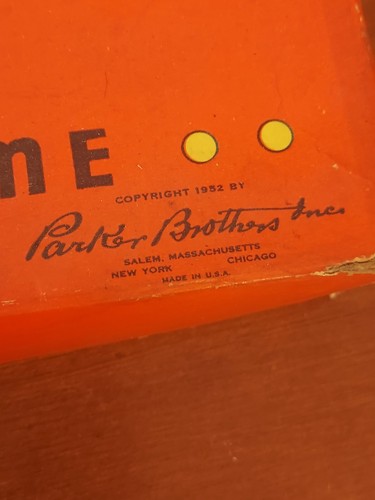 mE
COPYRIGHT 1952 BY
Parker Brothers Inc.
SALEM, MASSACHUSETTS
NEW YORK CHICAGO
MADE IN U.S.A.